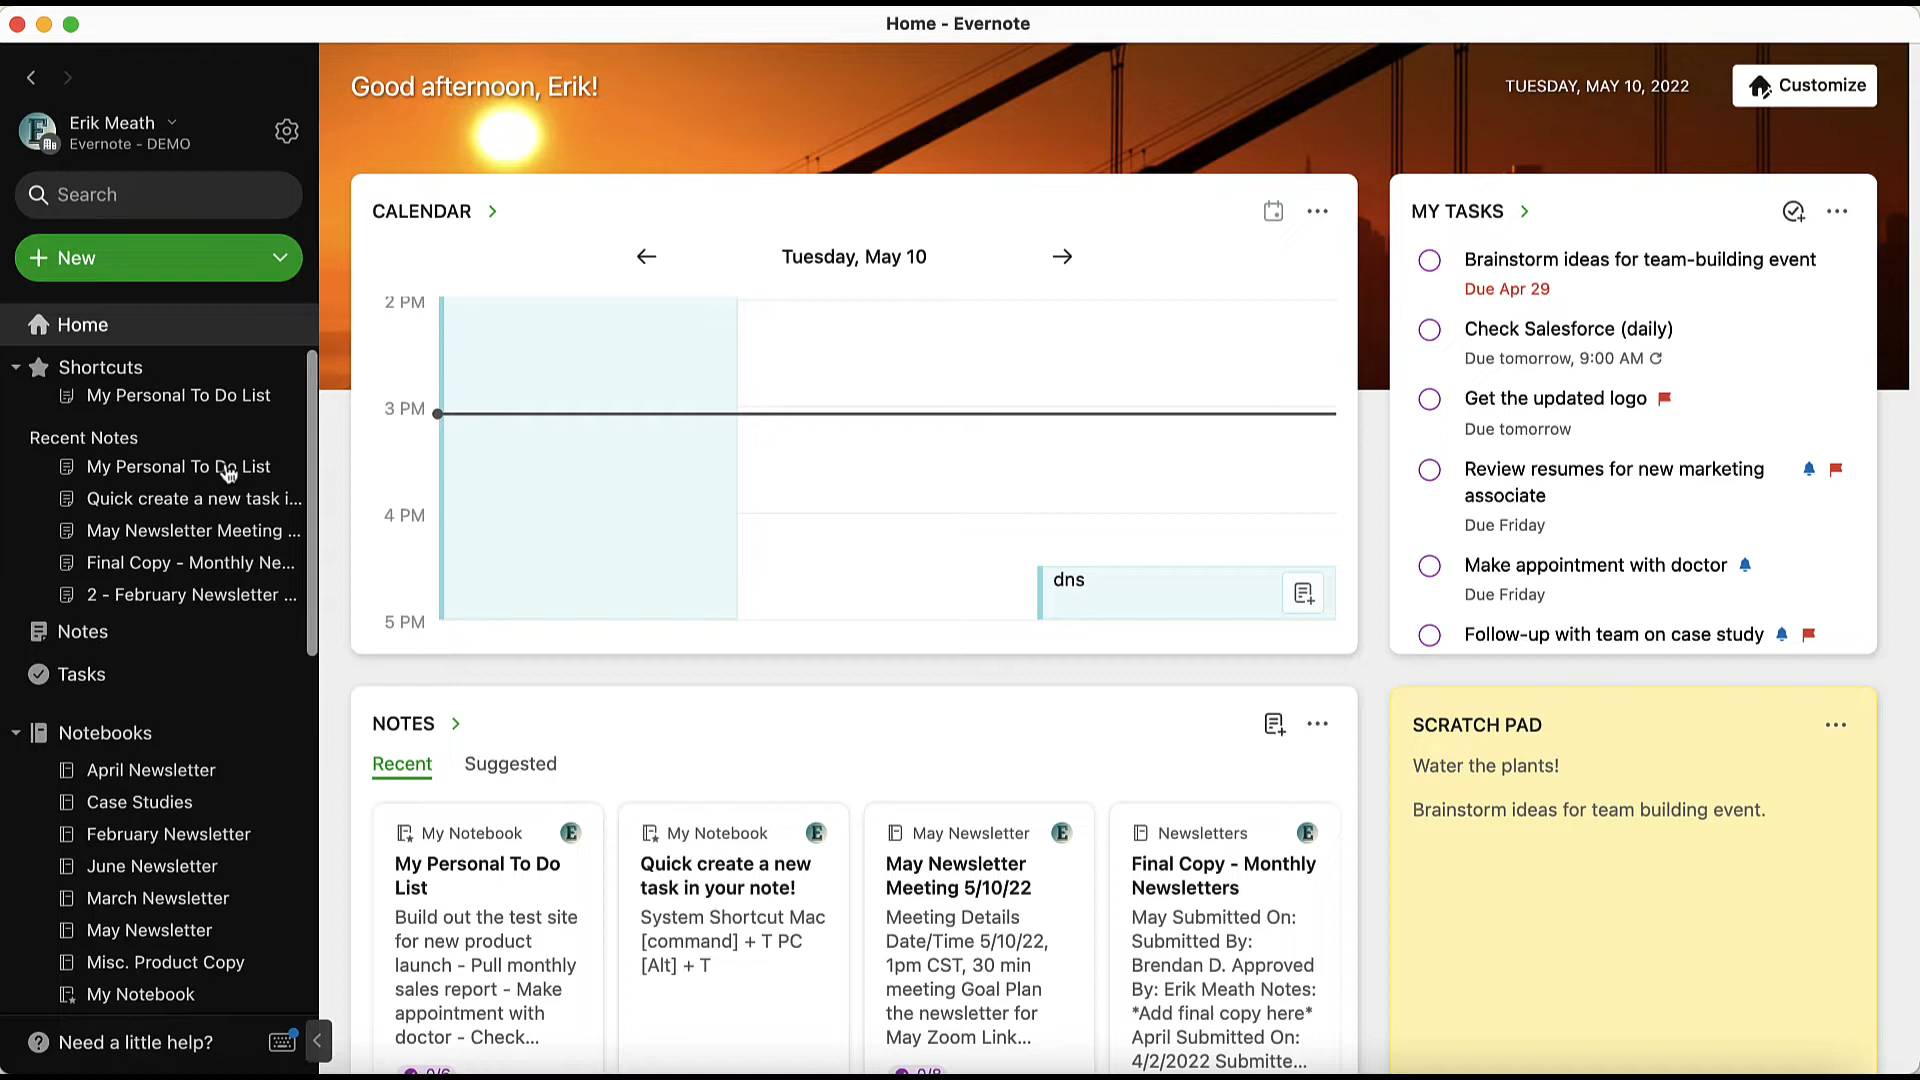 Home - Evernote
Good afternoon, Erik!
TUESDAY, MAY 10, 2022
Customize
Erik Meath
Evernote - DEMO
Search
New
Home
Shortcuts
My Personal To Do List
Recent Notes
My Personal To Do List
Quick create a new task i...
May Newsletter Meeting ...
Final Copy - Monthly Ne...
2 - February Newsletter ...
Notes
Tasks
Notebooks
April Newsletter
Case Studies
February Newsletter
June Newsletter
March Newsletter
May Newsletter
Misc. Product Copy
My Notebook
Need a little help?
CALENDAR
Tuesday, May 10
2 PM
3 PM
4 PM
dns
5 PM
MY TASKS
Brainstorm ideas for team-building event
Due Apr 29
Check Salesforce (daily)
Due tomorrow, 9:00 AM
Get the updated logo
Due tomorrow
Review resumes for new marketing
associate
Due Friday
Make appointment with doctor
Due Friday
Follow-up with team on case study
NOTES
Recent Suggested
My Notebook
My Personal To Do
List
Build out the test site
for new product
launch - Pull monthly
sales report - Make
appointment with
doctor - Check...
My Notebook
Quick create a new
task in your note!
System Shortcut Mac
[command] + T PC
[Alt] + T
May Newsletter
May Newsletter
Meeting 5/10/22
Meeting Details
Date/Time 5/10/22,
1pm CST, 30 min
meeting Goal Plan
the newsletter for
May Zoom Link...
Newsletters
Final Copy - Monthly
Newsletters
May Submitted On:
Submitted By:
Brendan D. Approved
By: Erik Meath Notes:
*Add final copy here*
April Submitted On:
4/2/2022 Submitte...
SCRATCH PAD
Water the plants!
Brainstorm ideas for team building event.